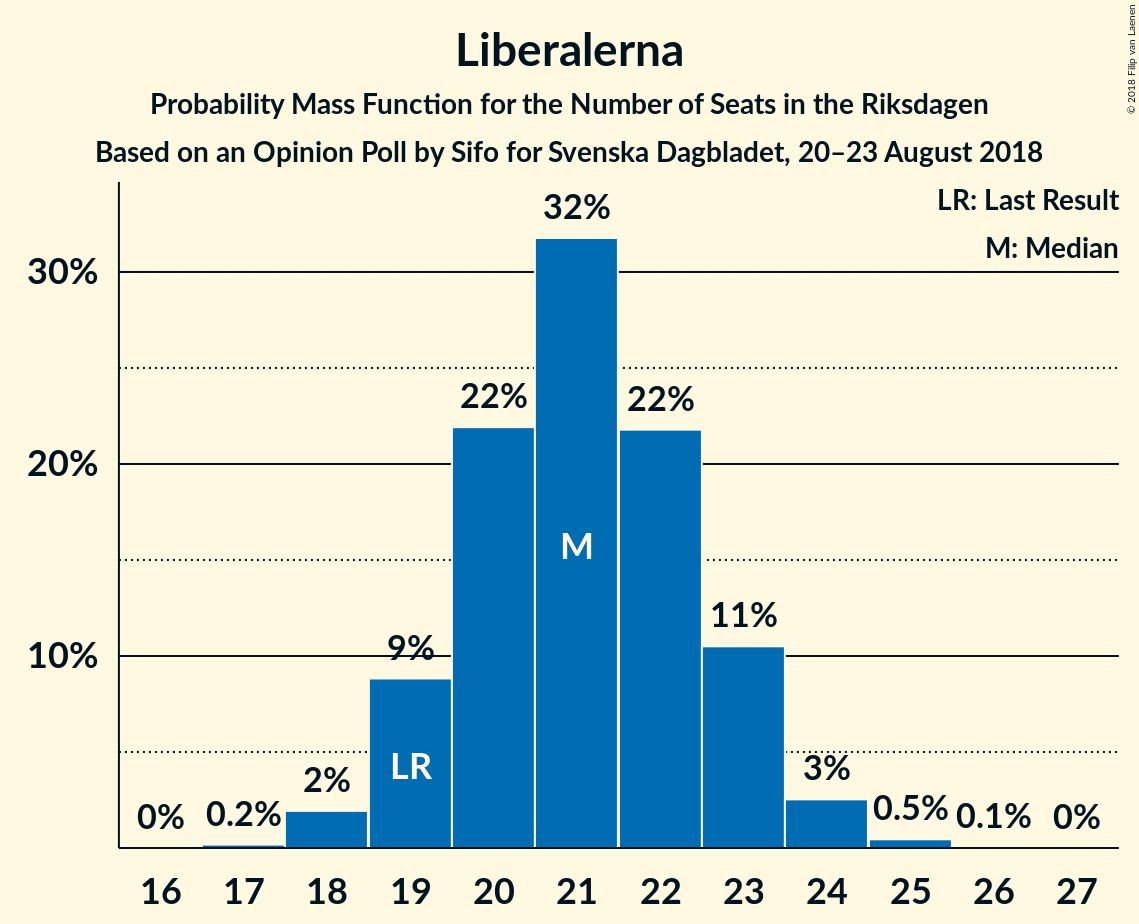 © 2018 Filip van Laenen
Liberalerna
Probability Mass Function for the Number of Seats in the Riksdagen
Based on an Opinion Poll by Sifo for Svenska Dagbladet, 20–23 August 2018
LR: Last Result
M: Median
32%
30%
22% 22%
20%
M
11%
9%
10%
LR
3%
2%
0% 0.2% 0.5% 0.1% 0%
16 17 18 19 20 21 22 23 24 25 26 27